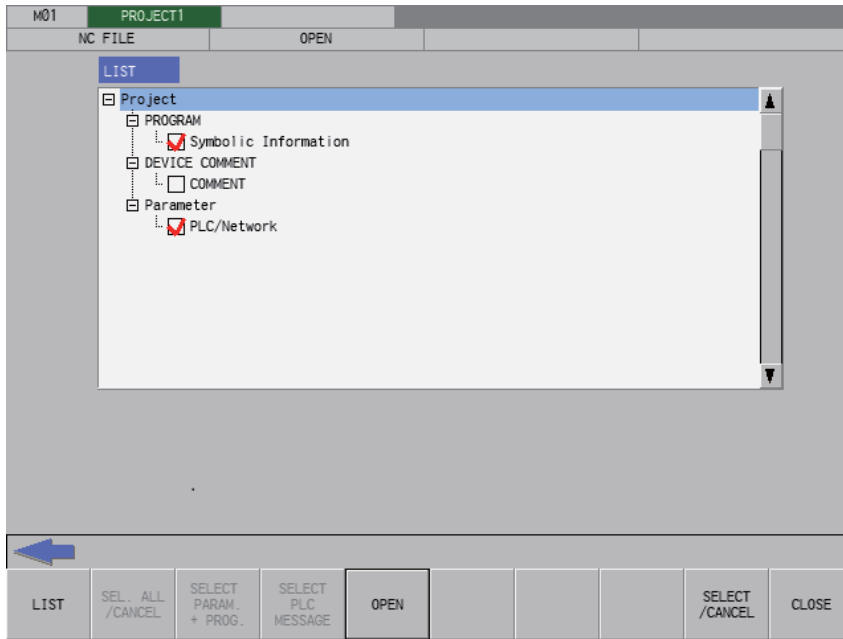 M01 PROJECT1
NC FILE OPEN
LIST
Project
PROGRAM
Symbolic Information
DEVICE COMMENT
COMMENT
Parameter
PLC/Network
LIST
SEL. ALL
/CANCEL
SELECT
PARAM.
+ PROG.
SELECT
PLC
MESSAGE
OPEN
SELECT
/CANCEL
CLOSE